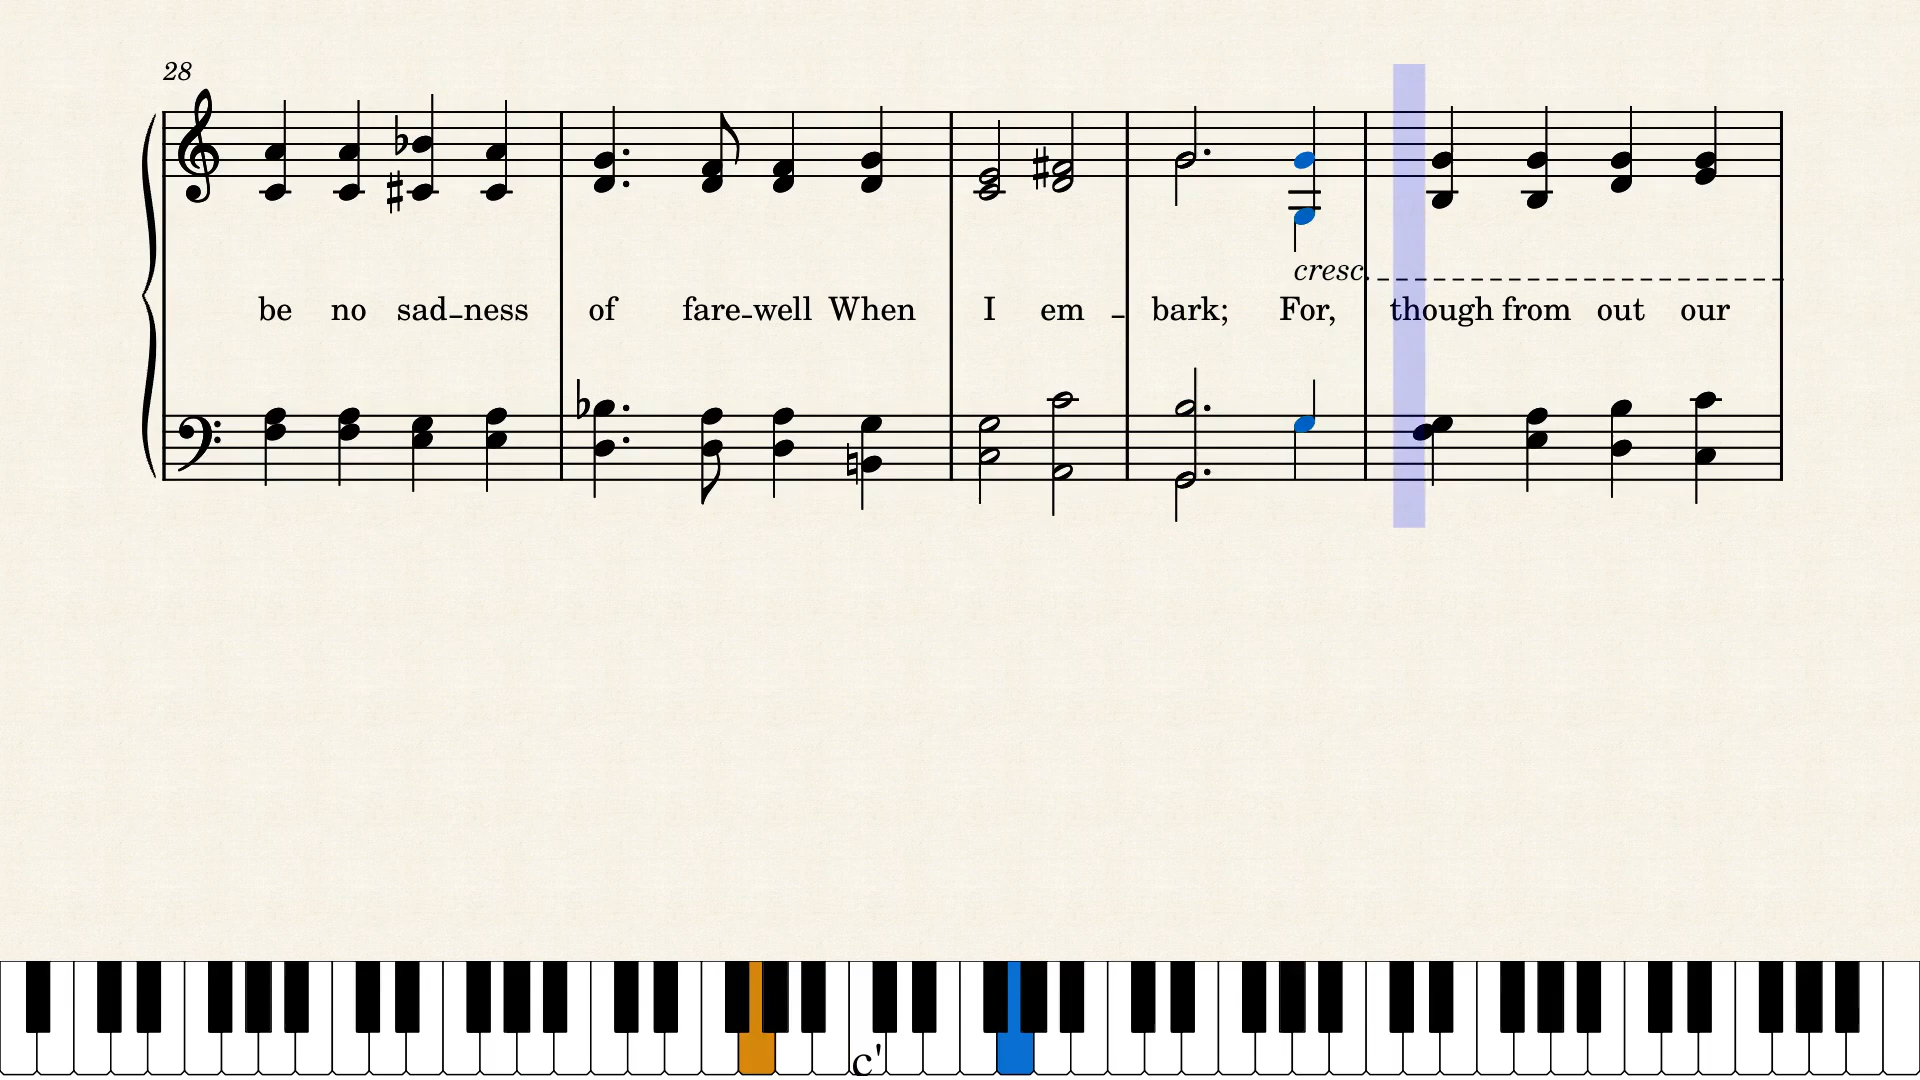 28
cresc.
be no sad-ness of fare-well When I em - bark; For, though from out our
c'